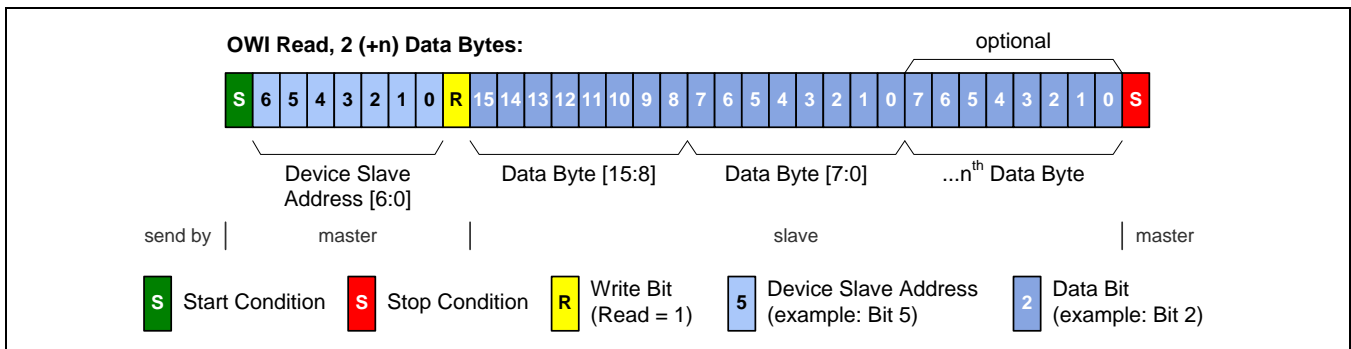 OWI Read, 2 (+n) Data Bytes:
optional
S 6 5 4 3 2 1 0 R 15 14 13 12 11 10 9 8 7 6 5 4 3 2 1 0 7 6 5 4 3 2 1 0 S
Device Slave Address [6:0]
Data Byte [15:8]
Data Byte [7:0]
...nth Data Byte
send by master slave master
S Start Condition
S Stop Condition
R Write Bit (Read = 1)
5 Device Slave Address (example: Bit 5)
2 Data Bit (example: Bit 2)